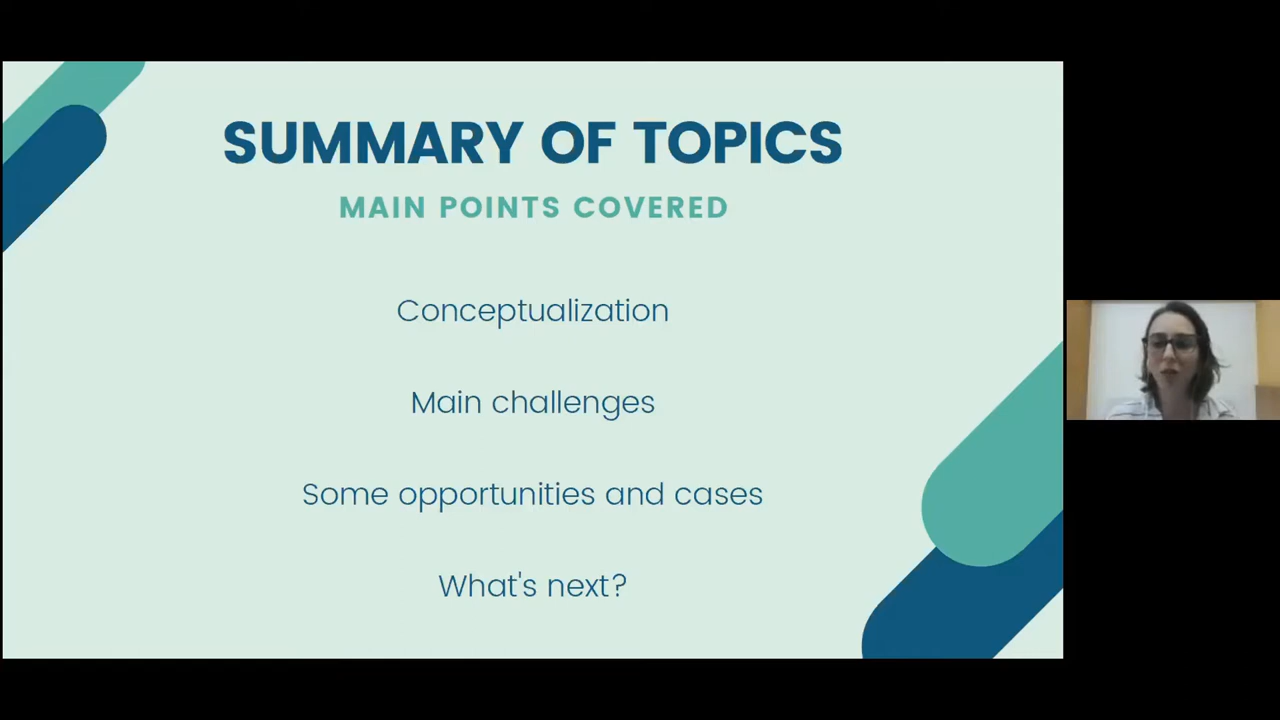 SUMMARY OF TOPICS
MAIN POINTS COVERED
Conceptualization
Main challenges
Some opportunities and cases
What's next?